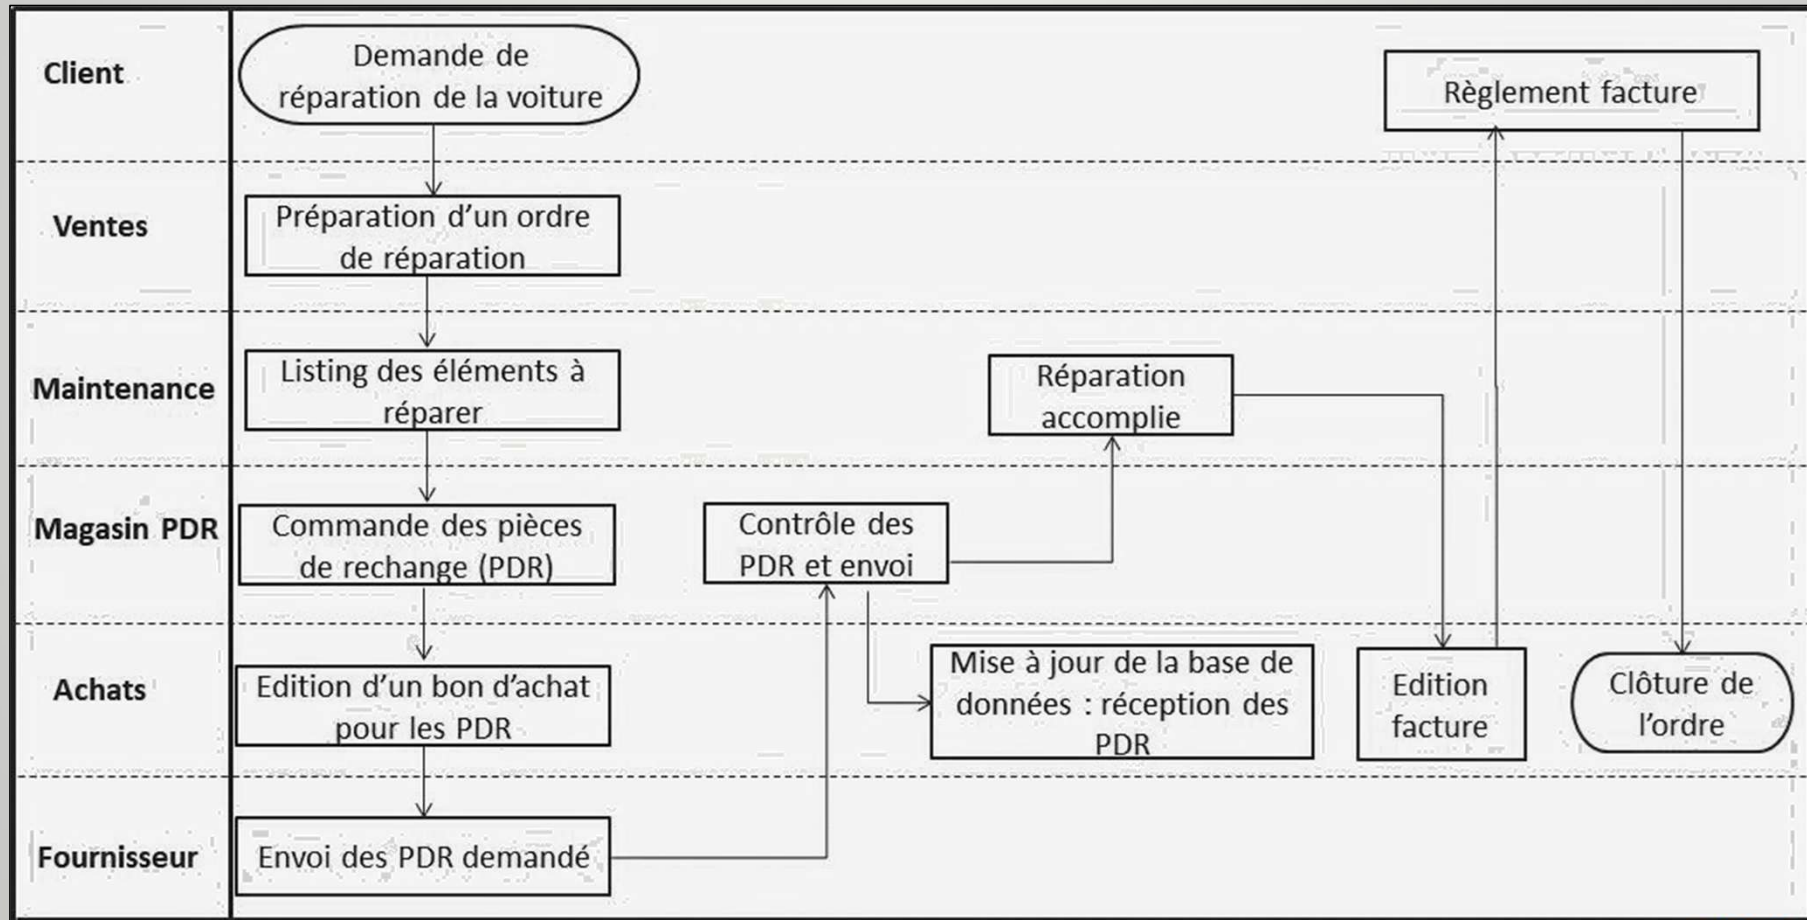 Client
Demande de
réparation de la voiture
Règlement facture
Ventes
Préparation d'un ordre
de réparation
Maintenance
Listing des éléments à
réparer
Réparation
accomplie
Magasin PDR
Commande des pièces
de rechange (PDR)
Contrôle des
PDR et envoi
Achats
Edition d'un bon d'achat
pour les PDR
Mise à jour de la base de
données : réception des
PDR
Edition
facture
Clôture de
l'ordre
Fournisseur
Envoi des PDR demandé